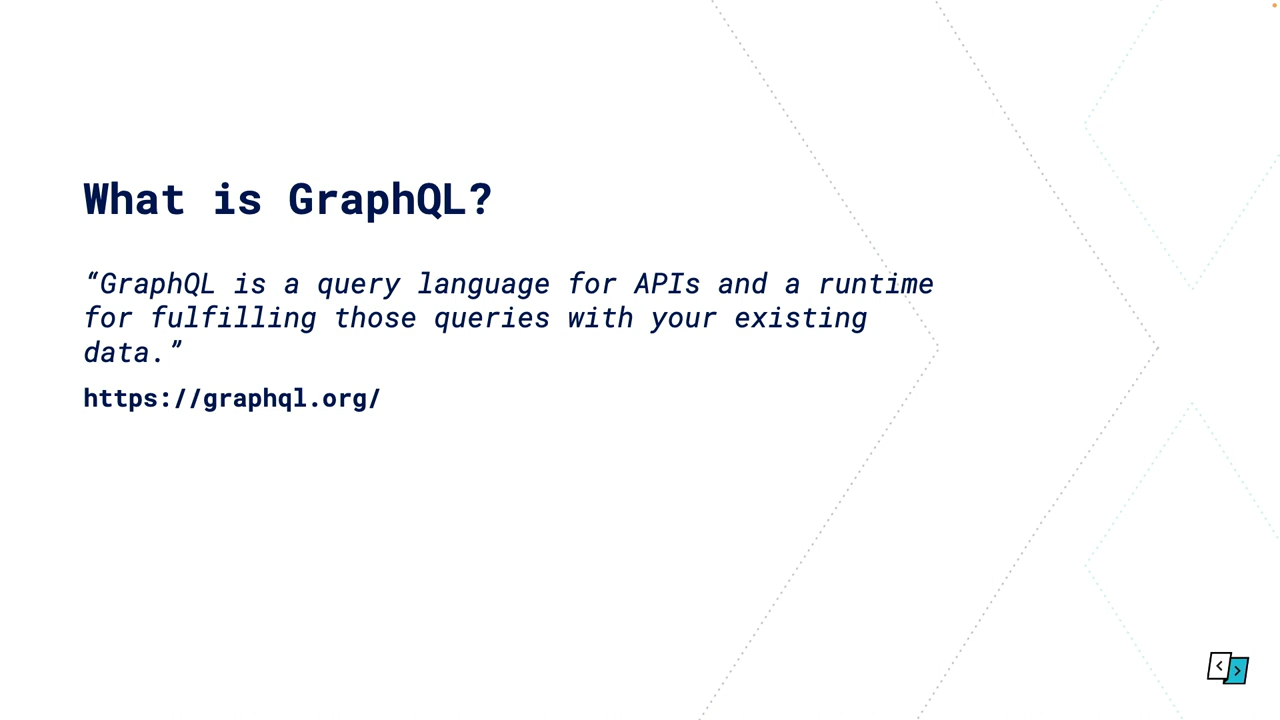 What is GraphQL?
“GraphQL is a query language for APIs and a runtime
for fulfilling those queries with your existing
data.”
https://graphql.org/